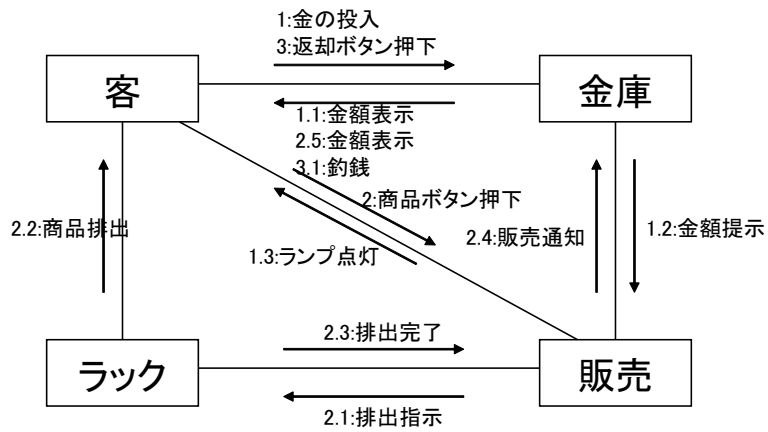 1:金の投入
3:返却ボタン押下
客
金庫
1.1:金額表示
2.5:金額表示
3.1:釣銭
2:商品ボタン押下
2.2:商品排出
2.4:販売通知
1.2:金額提示
1.3:ランプ点灯
2.3:排出完了
ラック
販売
2.1:排出指示